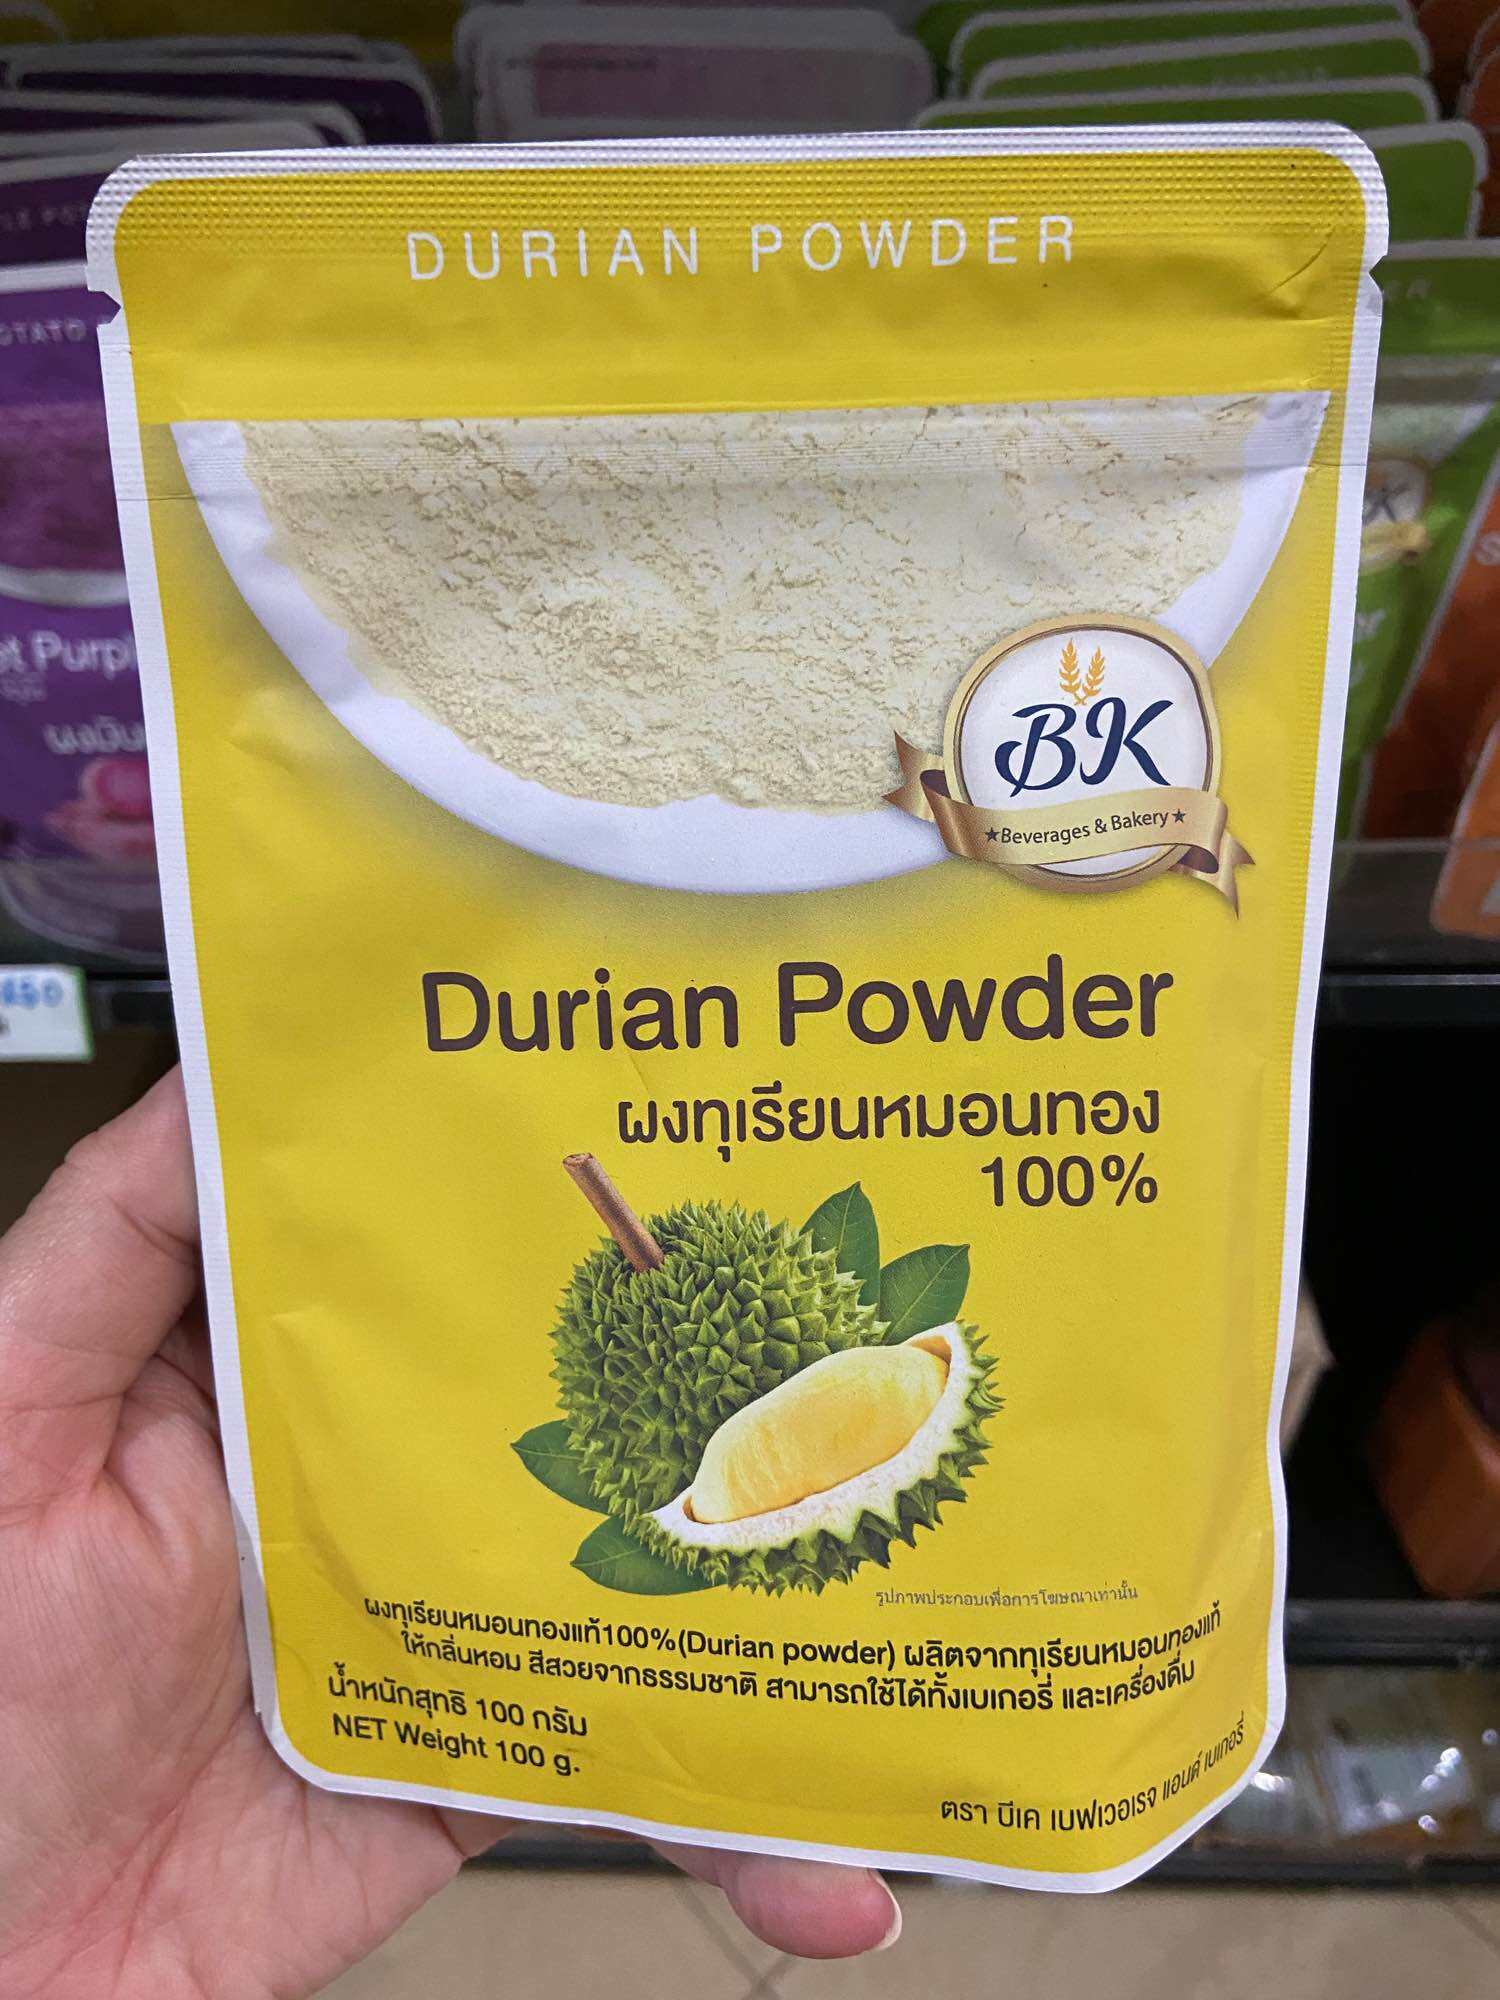 DURIAN POWDER
BK
★Beverages & Bakery★
Durian Powder
ผงทุเรียนหมอนทอง
100%
รูปภาพประกอบเพื่อการโฆษณาเท่านั้น
ผงทุเรียนหมอนทองแท้100%(Durian powder) ผลิตจากทุเรียนหมอนทองแท้
ให้กลิ่นหอม สีสวยจากธรรมชาติ สามารถใช้ได้ทั้งเบเกอรี่ และเครื่องดื่ม
น้ำหนักสุทธิ 100 กรัม
NET Weight 100 g.
ตรา บีเค เบฟเวอเรจ แอนด์ เบเกอรี่
Purpl